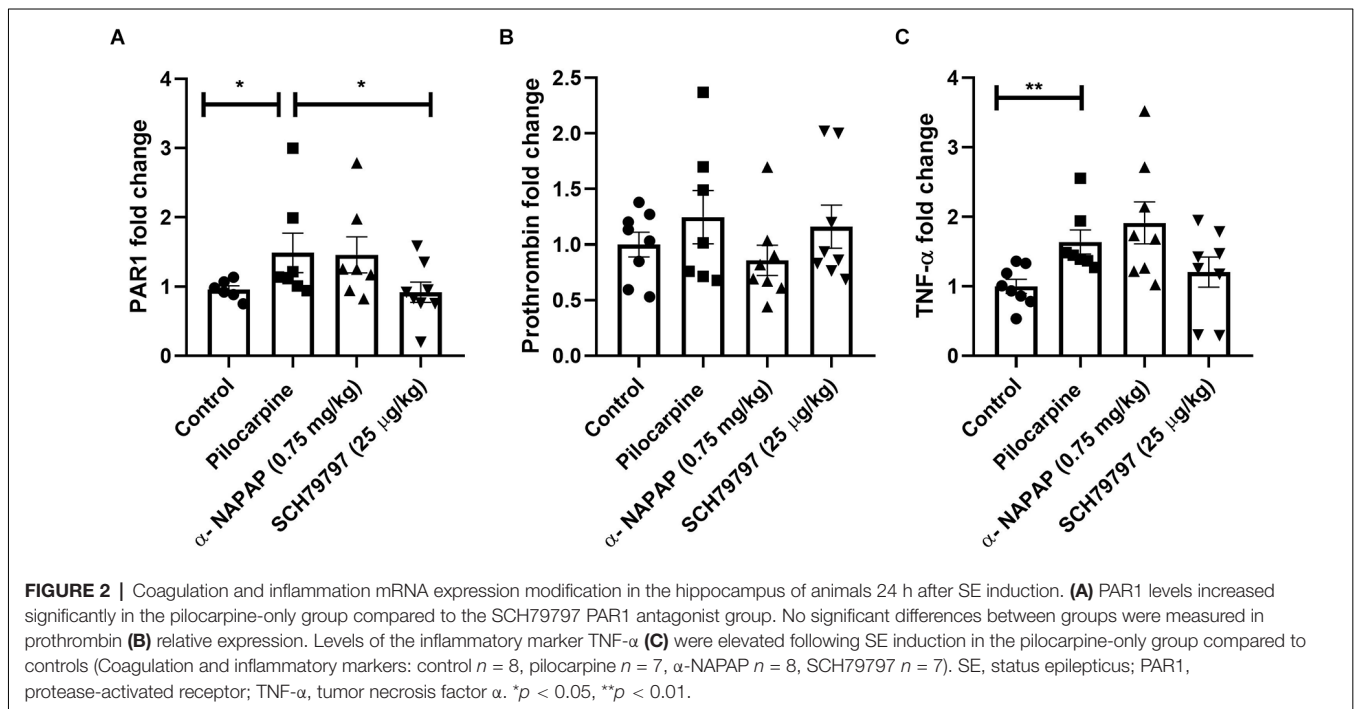 A
B
C
PAR1 fold change
4
3
2
1
0
*
*
Control
Pilocarpine
α- NAPAP (0.75 mg/kg)
SCH79797 (25 μg/kg)
Prothrombin fold change
2.5
2.0
1.5
1.0
0.5
0.0
Control
Pilocarpine
α- NAPAP (0.75 mg/kg)
SCH79797 (25 μg/kg)
TNF-α fold change
4
3
2
1
0
**
Control
Pilocarpine
α- NAPAP (0.75 mg/kg)
SCH79797 (25 μg/kg)
FIGURE 2 | Coagulation and inflammation mRNA expression modification in the hippocampus of animals 24 h after SE induction. (A) PAR1 levels increased
significantly in the pilocarpine-only group compared to the SCH79797 PAR1 antagonist group. No significant differences between groups were measured in
prothrombin (B) relative expression. Levels of the inflammatory marker TNF-α (C) were elevated following SE induction in the pilocarpine-only group compared to
controls (Coagulation and inflammatory markers: control n = 8, pilocarpine n = 7, α-NAPAP n = 8, SCH79797 n = 7). SE, status epilepticus; PAR1,
protease-activated receptor; TNF-α, tumor necrosis factor α. *p < 0.05, **p < 0.01.